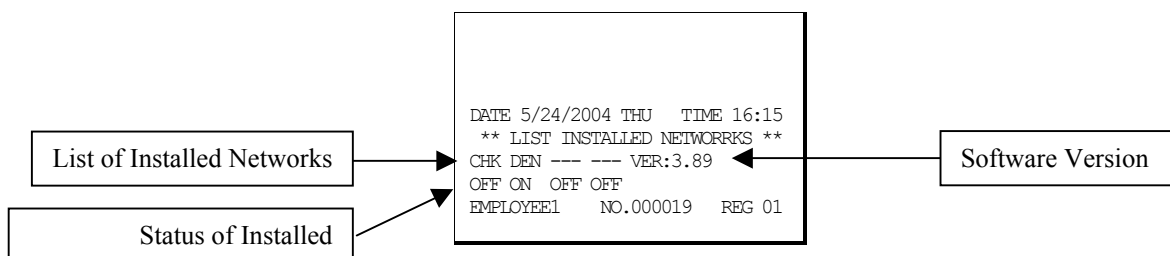 DATE 5/24/2004 THU TIME 16:15
** LIST INSTALLED NETWORRKS **
List of Installed Networks
CHK DEN --- --- VER:3.89
Software Version
OFF ON OFF OFF
EMPLOYEE1 NO.000019 REG 01
Status of Installed